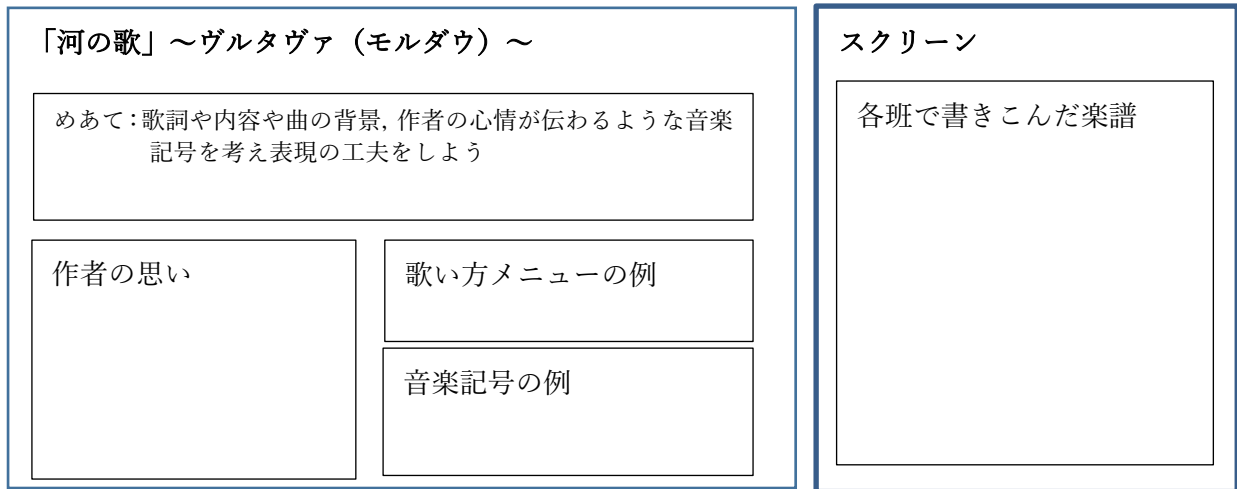 「河の歌」～ヴルタヴァ（モルダウ）～
めあて：歌詞や内容や曲の背景，作者の心情が伝わるような音楽
記号を考え表現の工夫をしよう
作者の思い
歌い方メニューの例
音楽記号の例
スクリーン
各班で書きこんだ楽譜